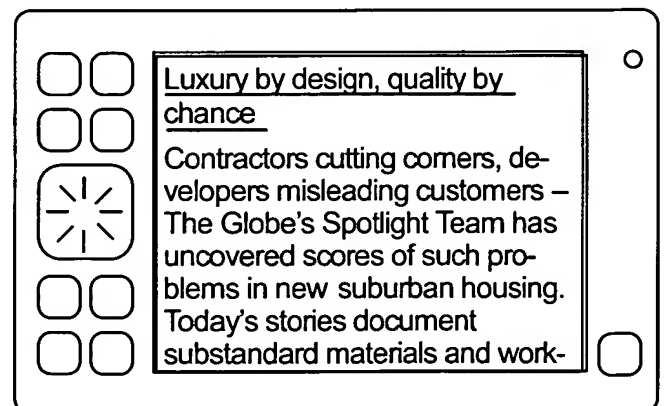 Luxury by design, quality by
chance
Contractors cutting corners, de-
velopers misleading customers –
The Globe's Spotlight Team has
uncovered scores of such pro-
blems in new suburban housing.
Today's stories document
substandard materials and work-